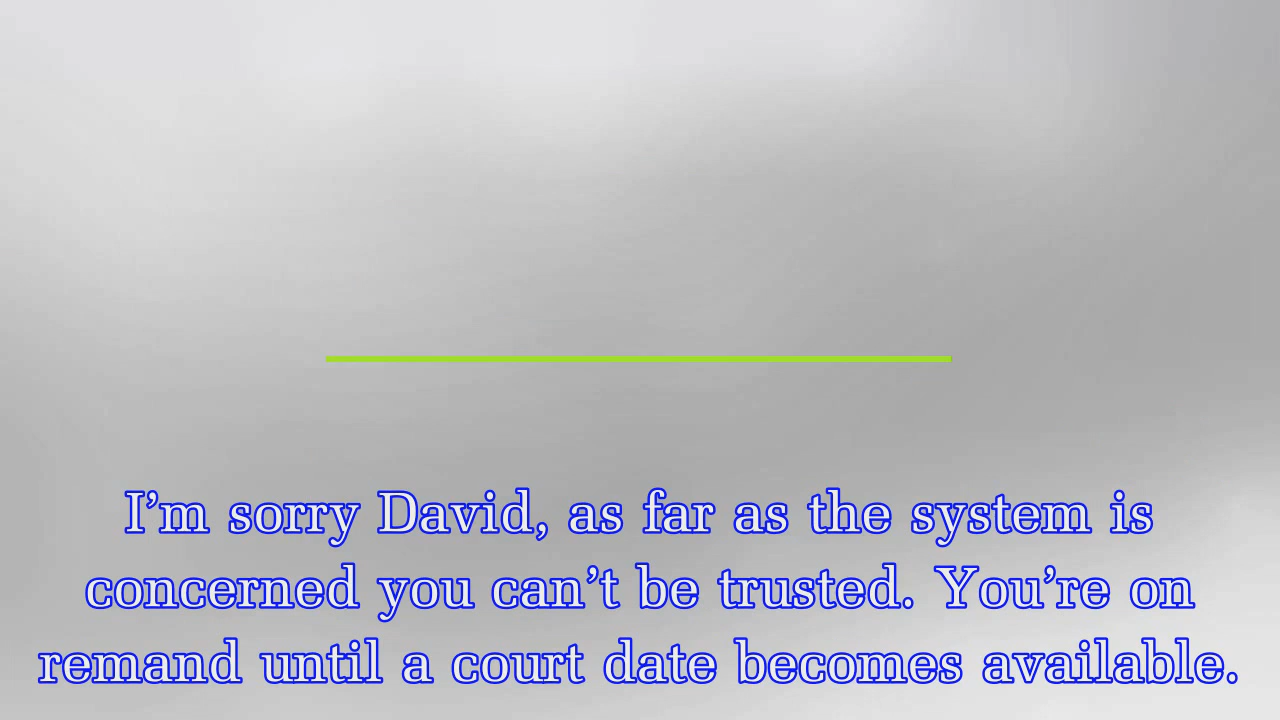 I’m sorry David, as far as the system is
concerned you can’t be trusted. You’re on
remand until a court date becomes available.